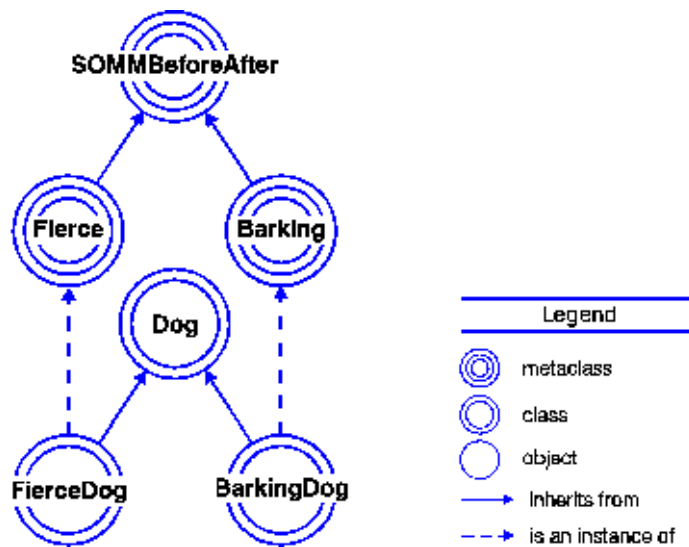 SOMMBeforeAfter
Fierce
Barking
Dog
FierceDog
BarkingDog
Legend
metaclass
class
object
Inherits from
is an instance of